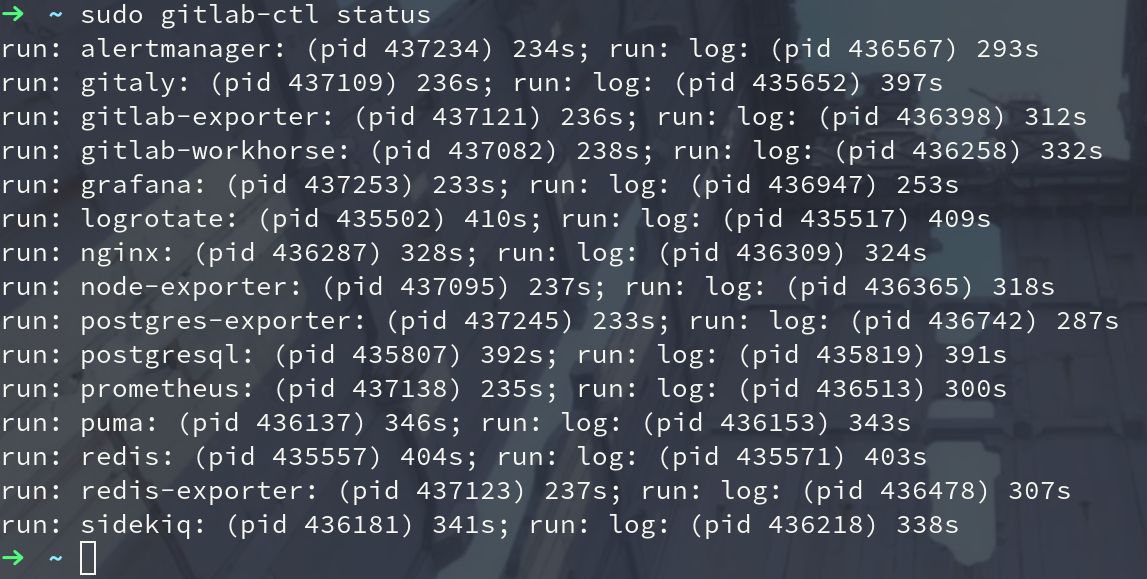 ➜ ~ sudo gitlab-ctl status
run: alertmanager: (pid 437234) 234s; run: log: (pid 436567) 293s
run: gitaly: (pid 437109) 236s; run: log: (pid 435652) 397s
run: gitlab-exporter: (pid 437121) 236s; run: log: (pid 436398) 312s
run: gitlab-workhorse: (pid 437082) 238s; run: log: (pid 436258) 332s
run: grafana: (pid 437253) 233s; run: log: (pid 436947) 253s
run: logrotate: (pid 435502) 410s; run: log: (pid 435517) 409s
run: nginx: (pid 436287) 328s; run: log: (pid 436309) 324s
run: node-exporter: (pid 437095) 237s; run: log: (pid 436365) 318s
run: postgres-exporter: (pid 437245) 233s; run: log: (pid 436742) 287s
run: postgresql: (pid 435807) 392s; run: log: (pid 435819) 391s
run: prometheus: (pid 437138) 235s; run: log: (pid 436513) 300s
run: puma: (pid 436137) 346s; run: log: (pid 436153) 343s
run: redis: (pid 435557) 404s; run: log: (pid 435571) 403s
run: redis-exporter: (pid 437123) 237s; run: log: (pid 436478) 307s
run: sidekiq: (pid 436181) 341s; run: log: (pid 436218) 338s
➜ ~